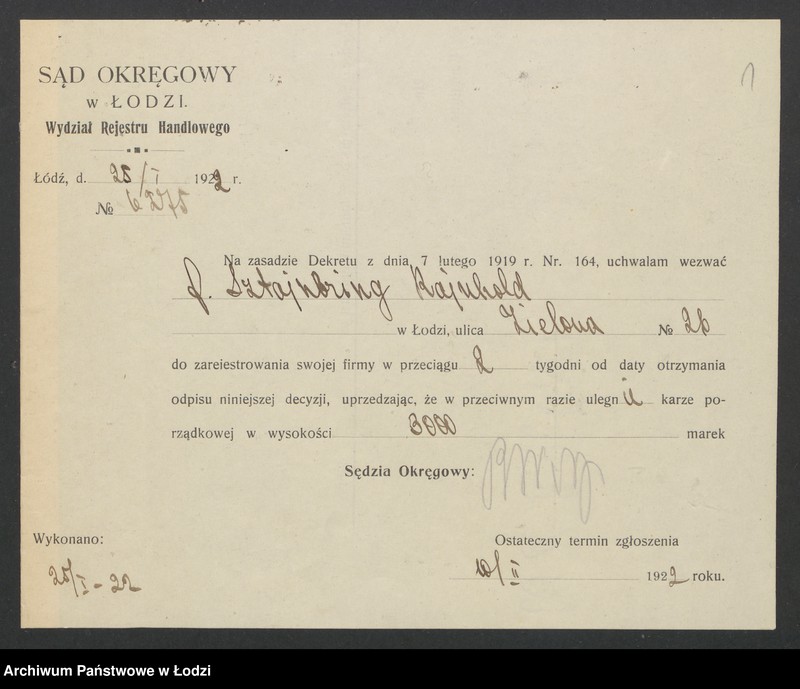 1
SĄD OKRĘGOWY
w ŁODZI.
Wydział Rejestru Handlowego
Łódź, d. 25/I 1922 r.
№ 6275
Na zasadzie Dekretu z dnia 7 lutego 1919 r. Nr. 164, uchwalam wezwać
f. Sztajnbring Rajnhold
w Łodzi, ulica Zielona № 26
do zareiestrowania swojej firmy w przeciągu 2 tygodni od daty otrzymania
odpisu niniejszej decyzji, uprzedzając, że w przeciwnym razie ulegn ie karze po-
rządkowej w wysokości 3000 marek
Sędzia Okręgowy:
Wykonano:
Ostateczny termin zgłoszenia
25/I - 22
10/II 1922 roku.
Archiwum Państwowe w Łodzi